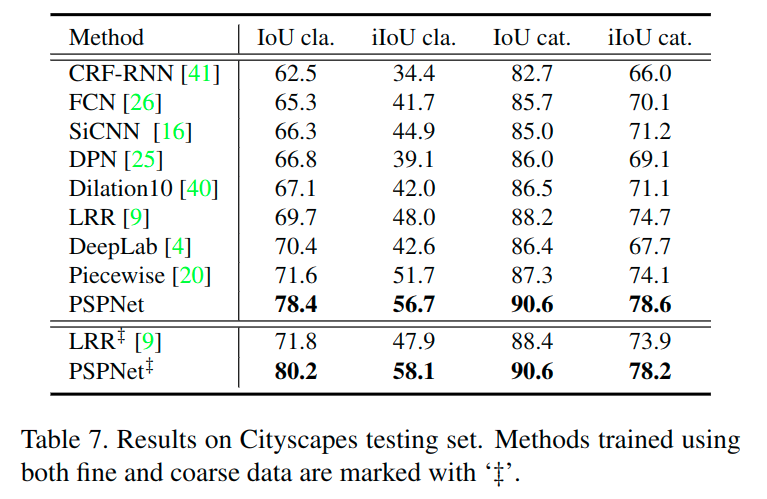 Method IoU cla. iIoU cla. IoU cat. iIoU cat.
CRF-RNN [41] 62.5 34.4 82.7 66.0
FCN [26] 65.3 41.7 85.7 70.1
SiCNN [16] 66.3 44.9 85.0 71.2
DPN [25] 66.8 39.1 86.0 69.1
Dilation10 [40] 67.1 42.0 86.5 71.1
LRR [9] 69.7 48.0 88.2 74.7
DeepLab [4] 70.4 42.6 86.4 67.7
Piecewise [20] 71.6 51.7 87.3 74.1
PSPNet 78.4 56.7 90.6 78.6
LRR‡ [9] 71.8 47.9 88.4 73.9
PSPNet‡ 80.2 58.1 90.6 78.2
Table 7. Results on Cityscapes testing set. Methods trained using
both fine and coarse data are marked with ‘‡’.